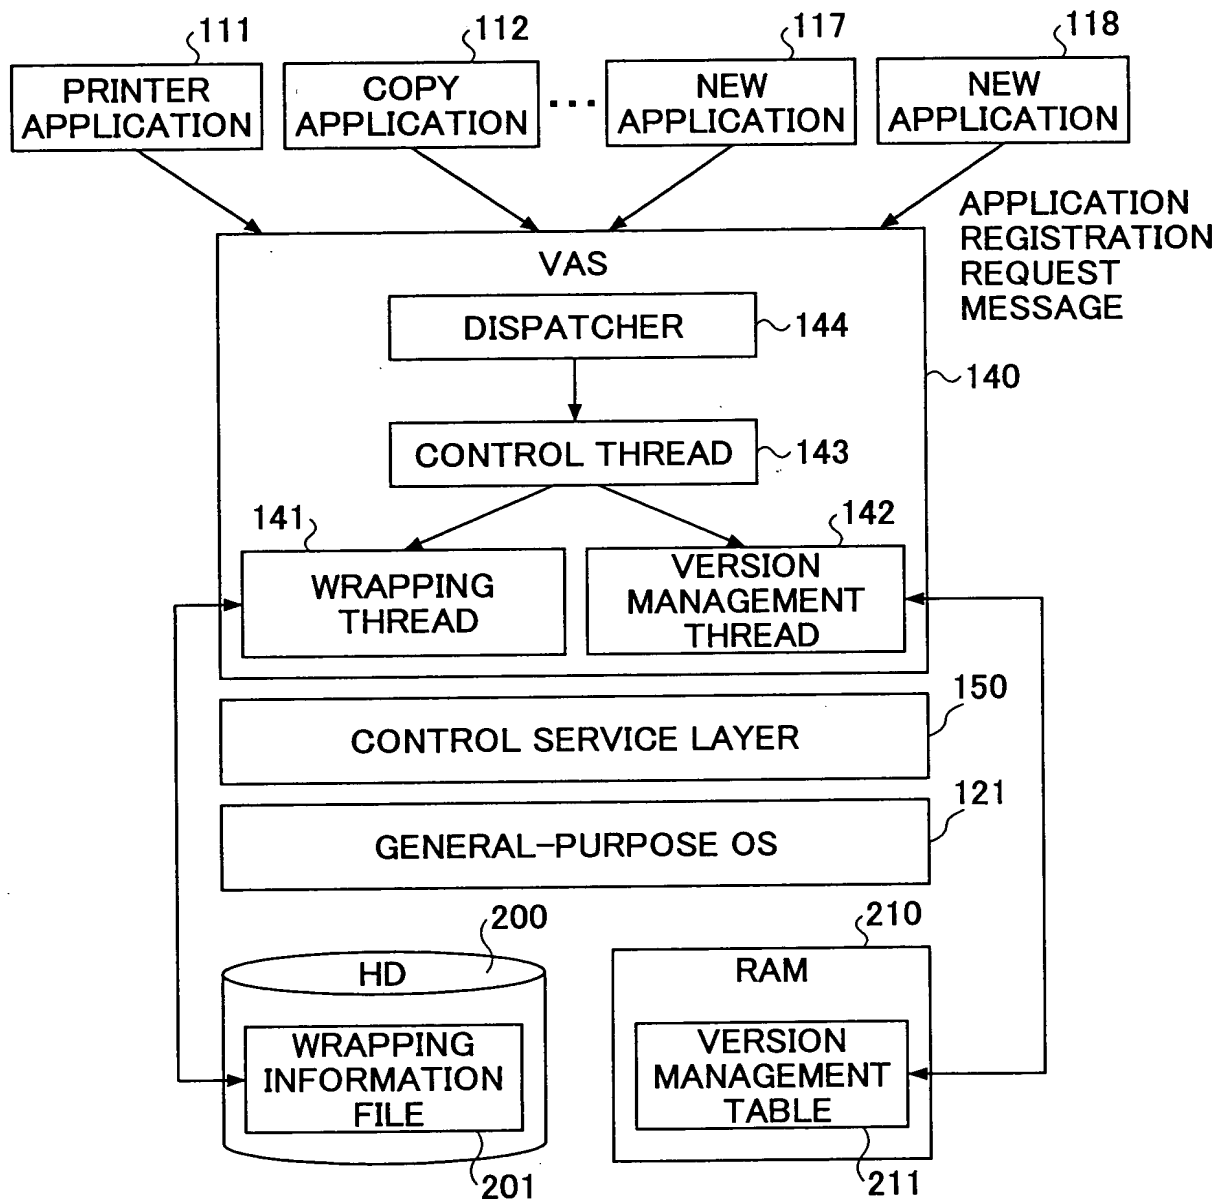 111
112
117
118
PRINTER
APPLICATION
COPY
APPLICATION
...
NEW
APPLICATION
NEW
APPLICATION
APPLICATION
REGISTRATION
REQUEST
MESSAGE
VAS
DISPATCHER
144
140
CONTROL THREAD
143
141
142
WRAPPING
THREAD
VERSION
MANAGEMENT
THREAD
150
CONTROL SERVICE LAYER
121
GENERAL-PURPOSE OS
200
210
HD
RAM
WRAPPING
INFORMATION
FILE
VERSION
MANAGEMENT
TABLE
201
211